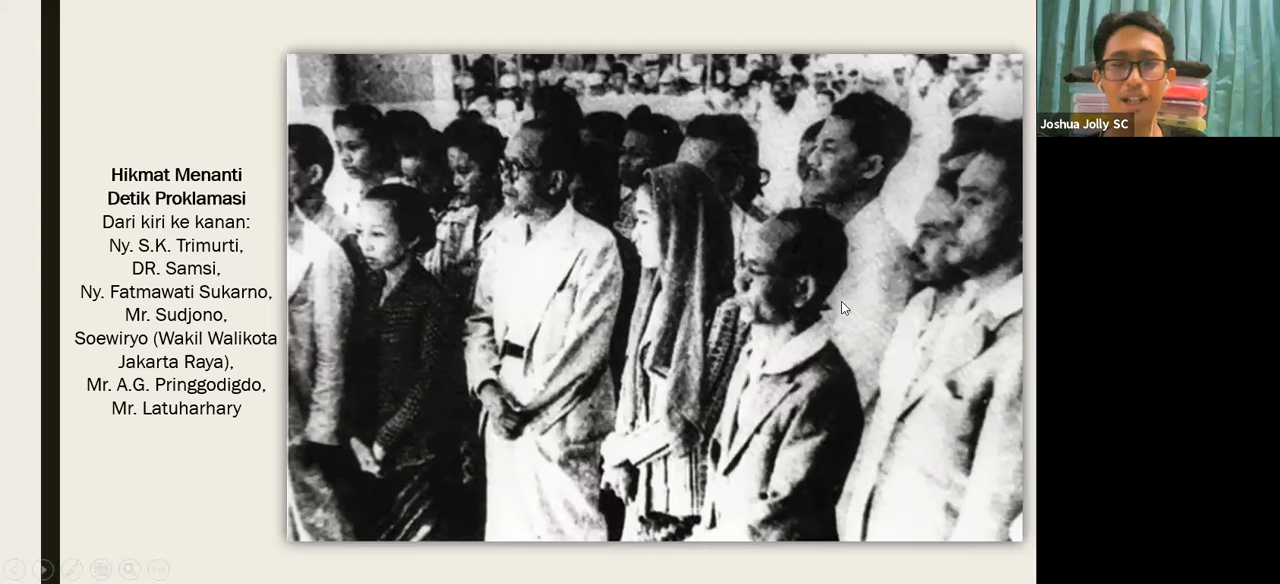 Hikmat Menanti
Detik Proklamasi
Dari kiri ke kanan:
Ny. S.K. Trimurti,
DR. Samsi,
Ny. Fatmawati Sukarno,
Mr. Sudjono,
Soewiryo (Wakil Walikota
Jakarta Raya),
Mr. A.G. Pringgodigdo,
Mr. Latuharhary
Joshua Jolly SC